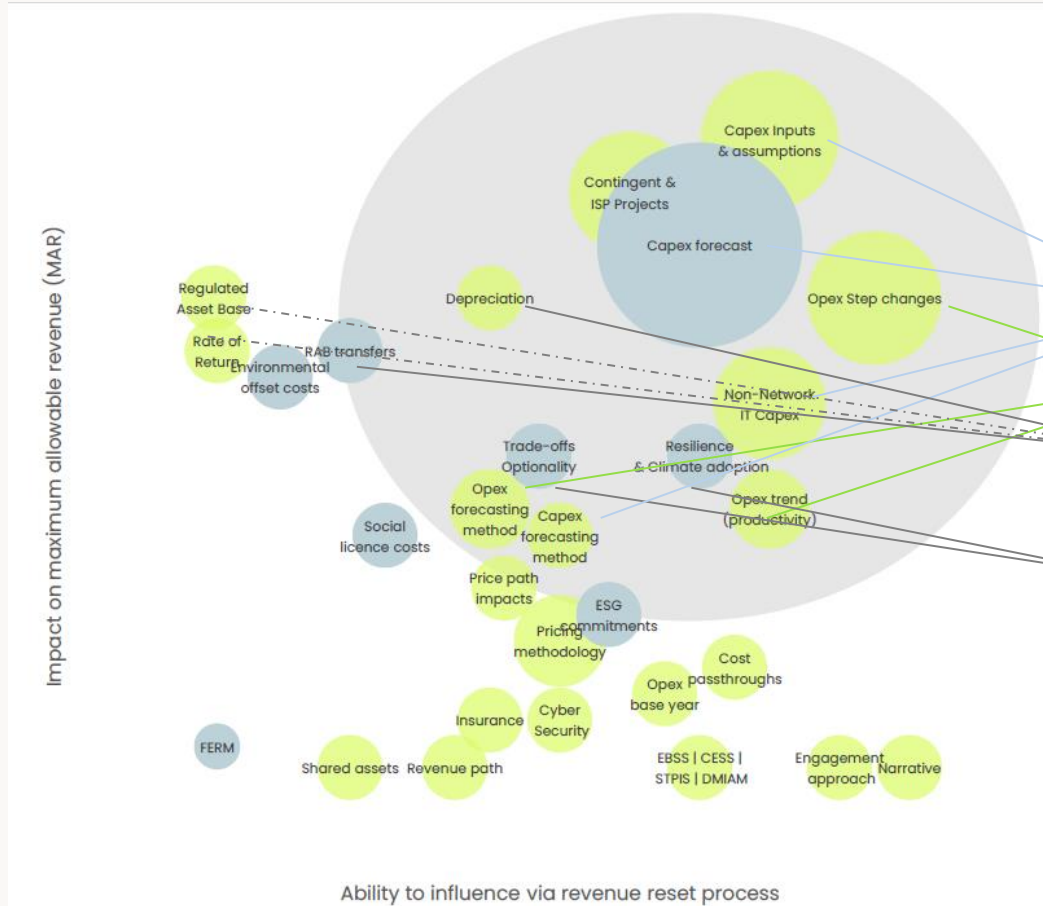 Capex Inputs
& assumptions
Contingent &
ISP Projects
Capex forecast
Regulated
Asset Base
Depreciation
Opex Step changes
Rate of
Return
RAB transfers
Environmental
offset costs
Non-Network
IT Capex
Trade-offs
Optionality
Resilience
& Climate adoption
Opex
forecasting
method
Capex
forecasting
method
Opex trend
(productivity)
Social
licence costs
Price path
impacts
ESG
commitments
Pricing
methodology
Cost
passthroughs
Opex
base year
Insurance
Cyber
Security
FERM
Shared assets
Revenue path
EBSS | CESS |
STPIS | DMIAM
Engagement
approach
Narrative
Impact on maximum allowable revenue (MAR)
Ability to influence via revenue reset process